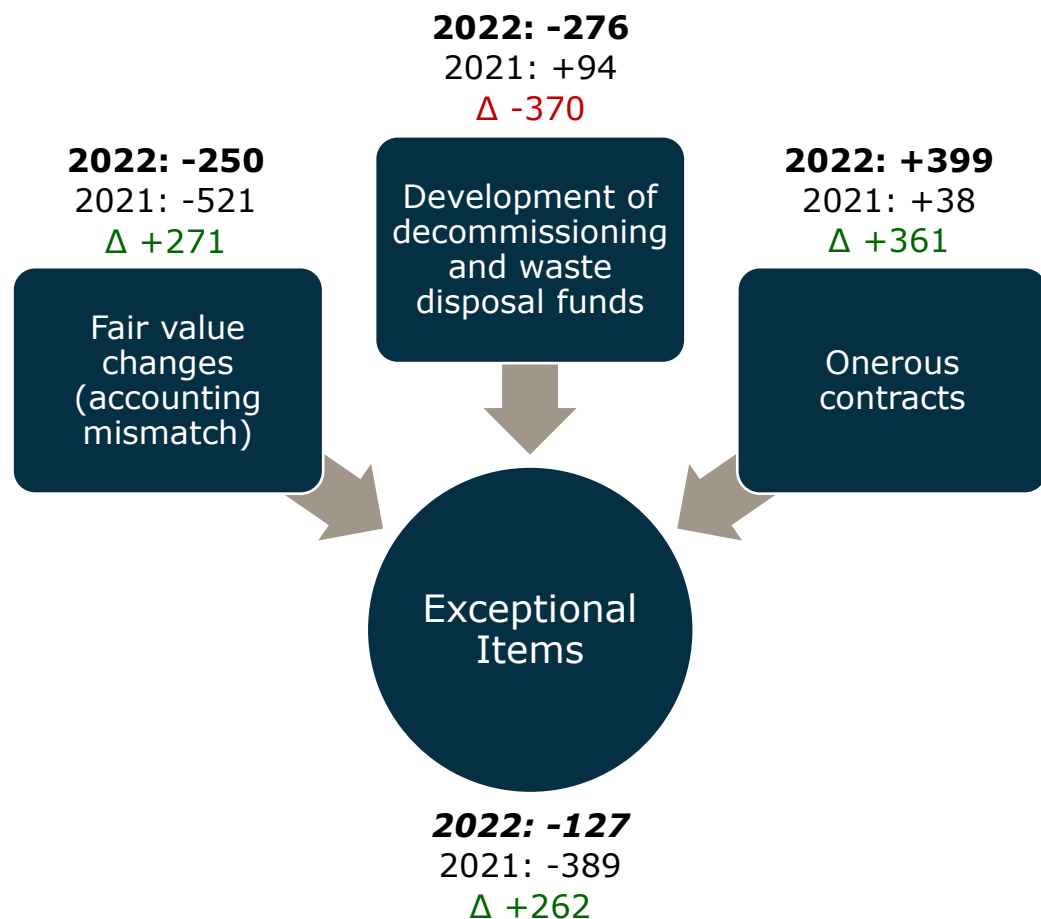 2022: -276
2021: +94
Δ -370
2022: -250
2021: -521
Δ +271
2022: +399
2021: +38
Δ +361
Development of
decommissioning
and waste
disposal funds
Fair value
changes
(accounting
mismatch)
Onerous
contracts
Exceptional
Items
2022: -127
2021: -389
Δ +262